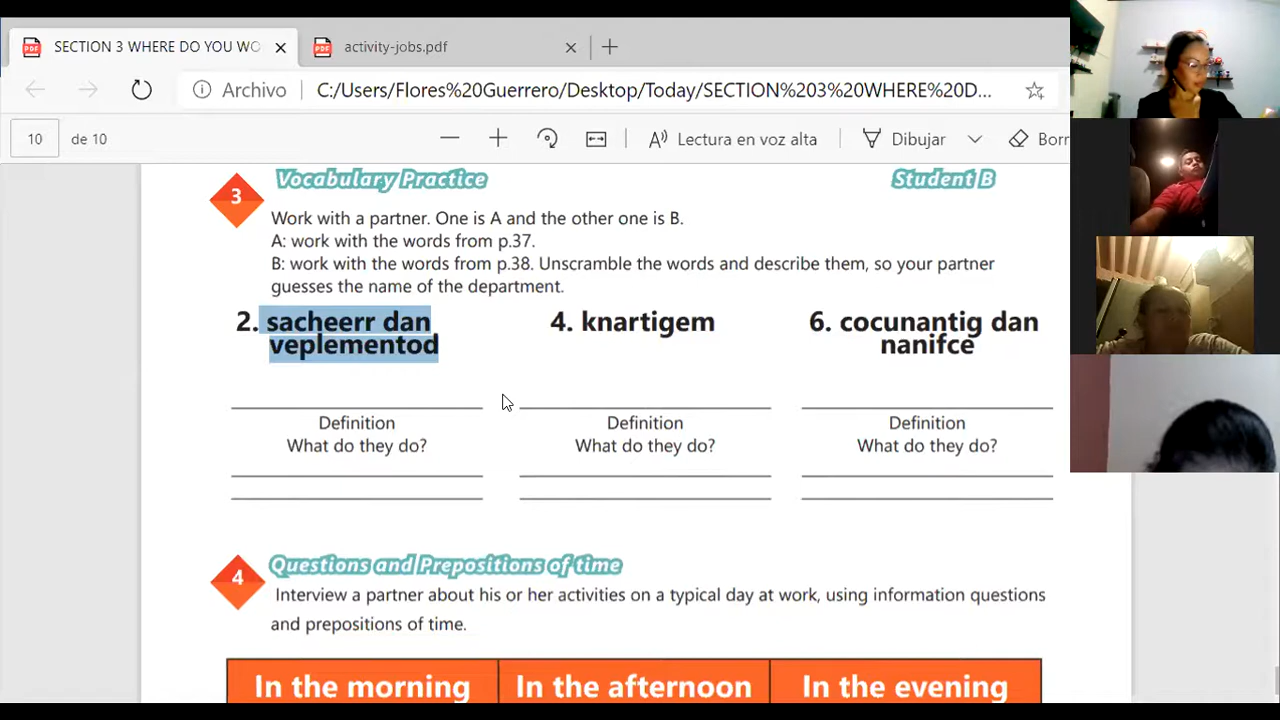 SECTION 3 WHERE DO YOU WO
activity-jobs.pdf
Archivo
C:/Users/Flores%20Guerrero/Desktop/Today/SECTION%203%20WHERE%20D...
10 de 10
Lectura en voz alta
Dibujar
Borr
3 Vocabulary Practice Student B
Work with a partner. One is A and the other one is B.
A: work with the words from p.37.
B: work with the words from p.38. Unscramble the words and describe them, so your partner
guesses the name of the department.
2. sacheerr dan
veplementod
4. knartigem
6. cocunantig dan
nanifce
Definition
What do they do?
Definition
What do they do?
Definition
What do they do?
4 Questions and Prepositions of time
Interview a partner about his or her activities on a typical day at work, using information questions
and prepositions of time.
In the morning In the afternoon In the evening